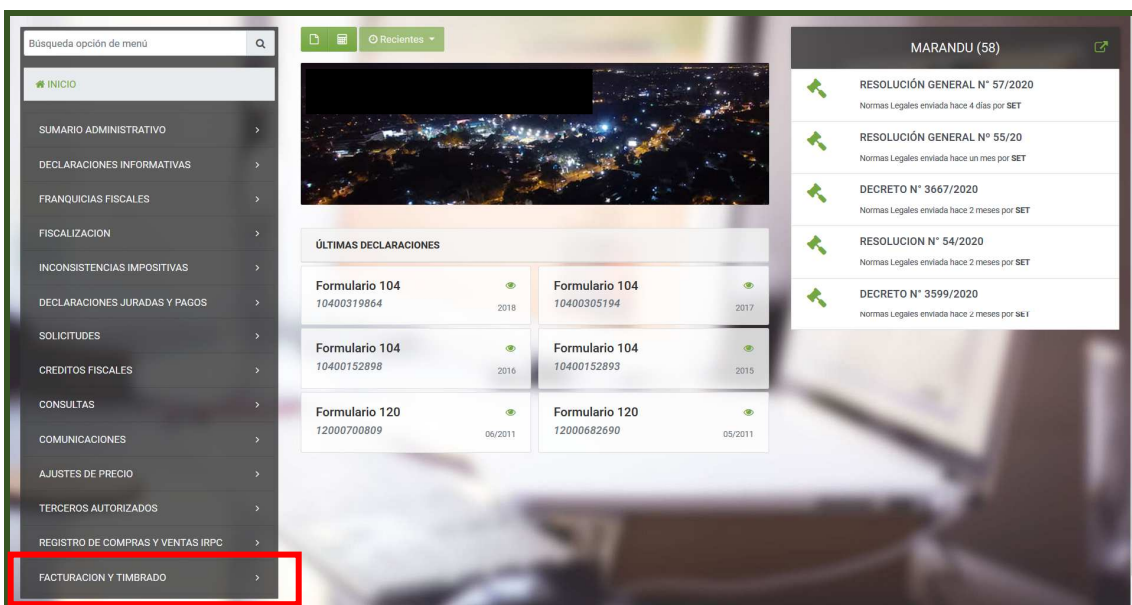 Búsqueda opción de menú
INICIO
SUMARIO ADMINISTRATIVO
DECLARACIONES INFORMATIVAS
FRANQUICIAS FISCALES
FISCALIZACION
INCONSISTENCIAS IMPOSITIVAS
DECLARACIONES JURADAS Y PAGOS
SOLICITUDES
CREDITOS FISCALES
CONSULTAS
COMUNICACIONES
AJUSTES DE PRECIO
TERCEROS AUTORIZADOS
REGISTRO DE COMPRAS Y VENTAS IRPC
FACTURACION Y TIMBRADO
Recientes
ÚLTIMAS DECLARACIONES
Formulario 104
10400319864
2018
Formulario 104
10400305194
2017
Formulario 104
10400152898
2016
Formulario 104
10400152893
2015
Formulario 120
12000700809
06/2011
Formulario 120
12000682690
05/2011
MARANDU (58)
RESOLUCIÓN GENERAL N° 57/2020
Normas Legales enviada hace 4 días por SET
RESOLUCIÓN GENERAL Nº 55/20
Normas Legales enviada hace un mes por SET
DECRETO N° 3667/2020
Normas Legales enviada hace 2 meses por SET
RESOLUCION N° 54/2020
Normas Legales enviada hace 2 meses por SET
DECRETO N° 3599/2020
Normas Legales enviada hace 2 meses por SET